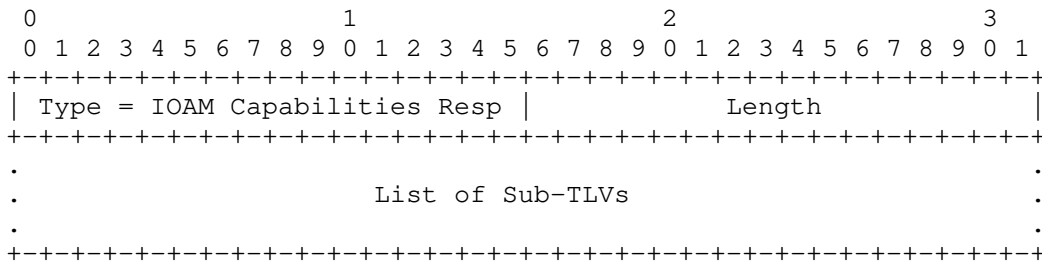 0                   1                   2                   3
 0 1 2 3 4 5 6 7 8 9 0 1 2 3 4 5 6 7 8 9 0 1 2 3 4 5 6 7 8 9 0 1
+-+-+-+-+-+-+-+-+-+-+-+-+-+-+-+-+-+-+-+-+-+-+-+-+-+-+-+-+-+-+-+-+
| Type = IOAM Capabilities Resp |            Length             |
+-+-+-+-+-+-+-+-+-+-+-+-+-+-+-+-+-+-+-+-+-+-+-+-+-+-+-+-+-+-+-+-+
.                                                               .
.                      List of Sub-TLVs                         .
.                                                               .
+-+-+-+-+-+-+-+-+-+-+-+-+-+-+-+-+-+-+-+-+-+-+-+-+-+-+-+-+-+-+-+-+